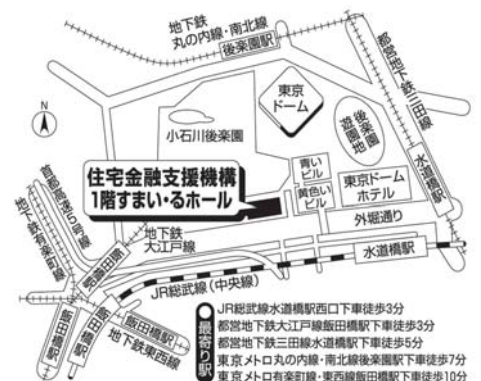 地下鉄
丸の内線・南北線
後楽園駅
都営地下鉄三田線
東京
ドーム
後楽園
遊園地
N
小石川後楽園
青い
ビル
水道橋駅
住宅金融支援機構
1階すまい・るホール
黄色い
ビル
東京ドーム
ホテル
首都高速5号線
地下鉄有楽町線
地下鉄
大江戸線
外堀通り
飯田橋駅
水道橋駅
JR総武線(中央線)
飯田橋駅
飯田橋駅
飯田橋駅
地下鉄東西線
最寄り駅
JR総武線水道橋駅西口下車徒歩3分
都営地下鉄大江戸線飯田橋駅下車徒歩3分
都営地下鉄三田線水道橋駅下車徒歩5分
東京メトロ丸の内線・南北線後楽園駅下車徒歩7分
東京メトロ有楽町線・東西線飯田橋駅下車徒歩10分